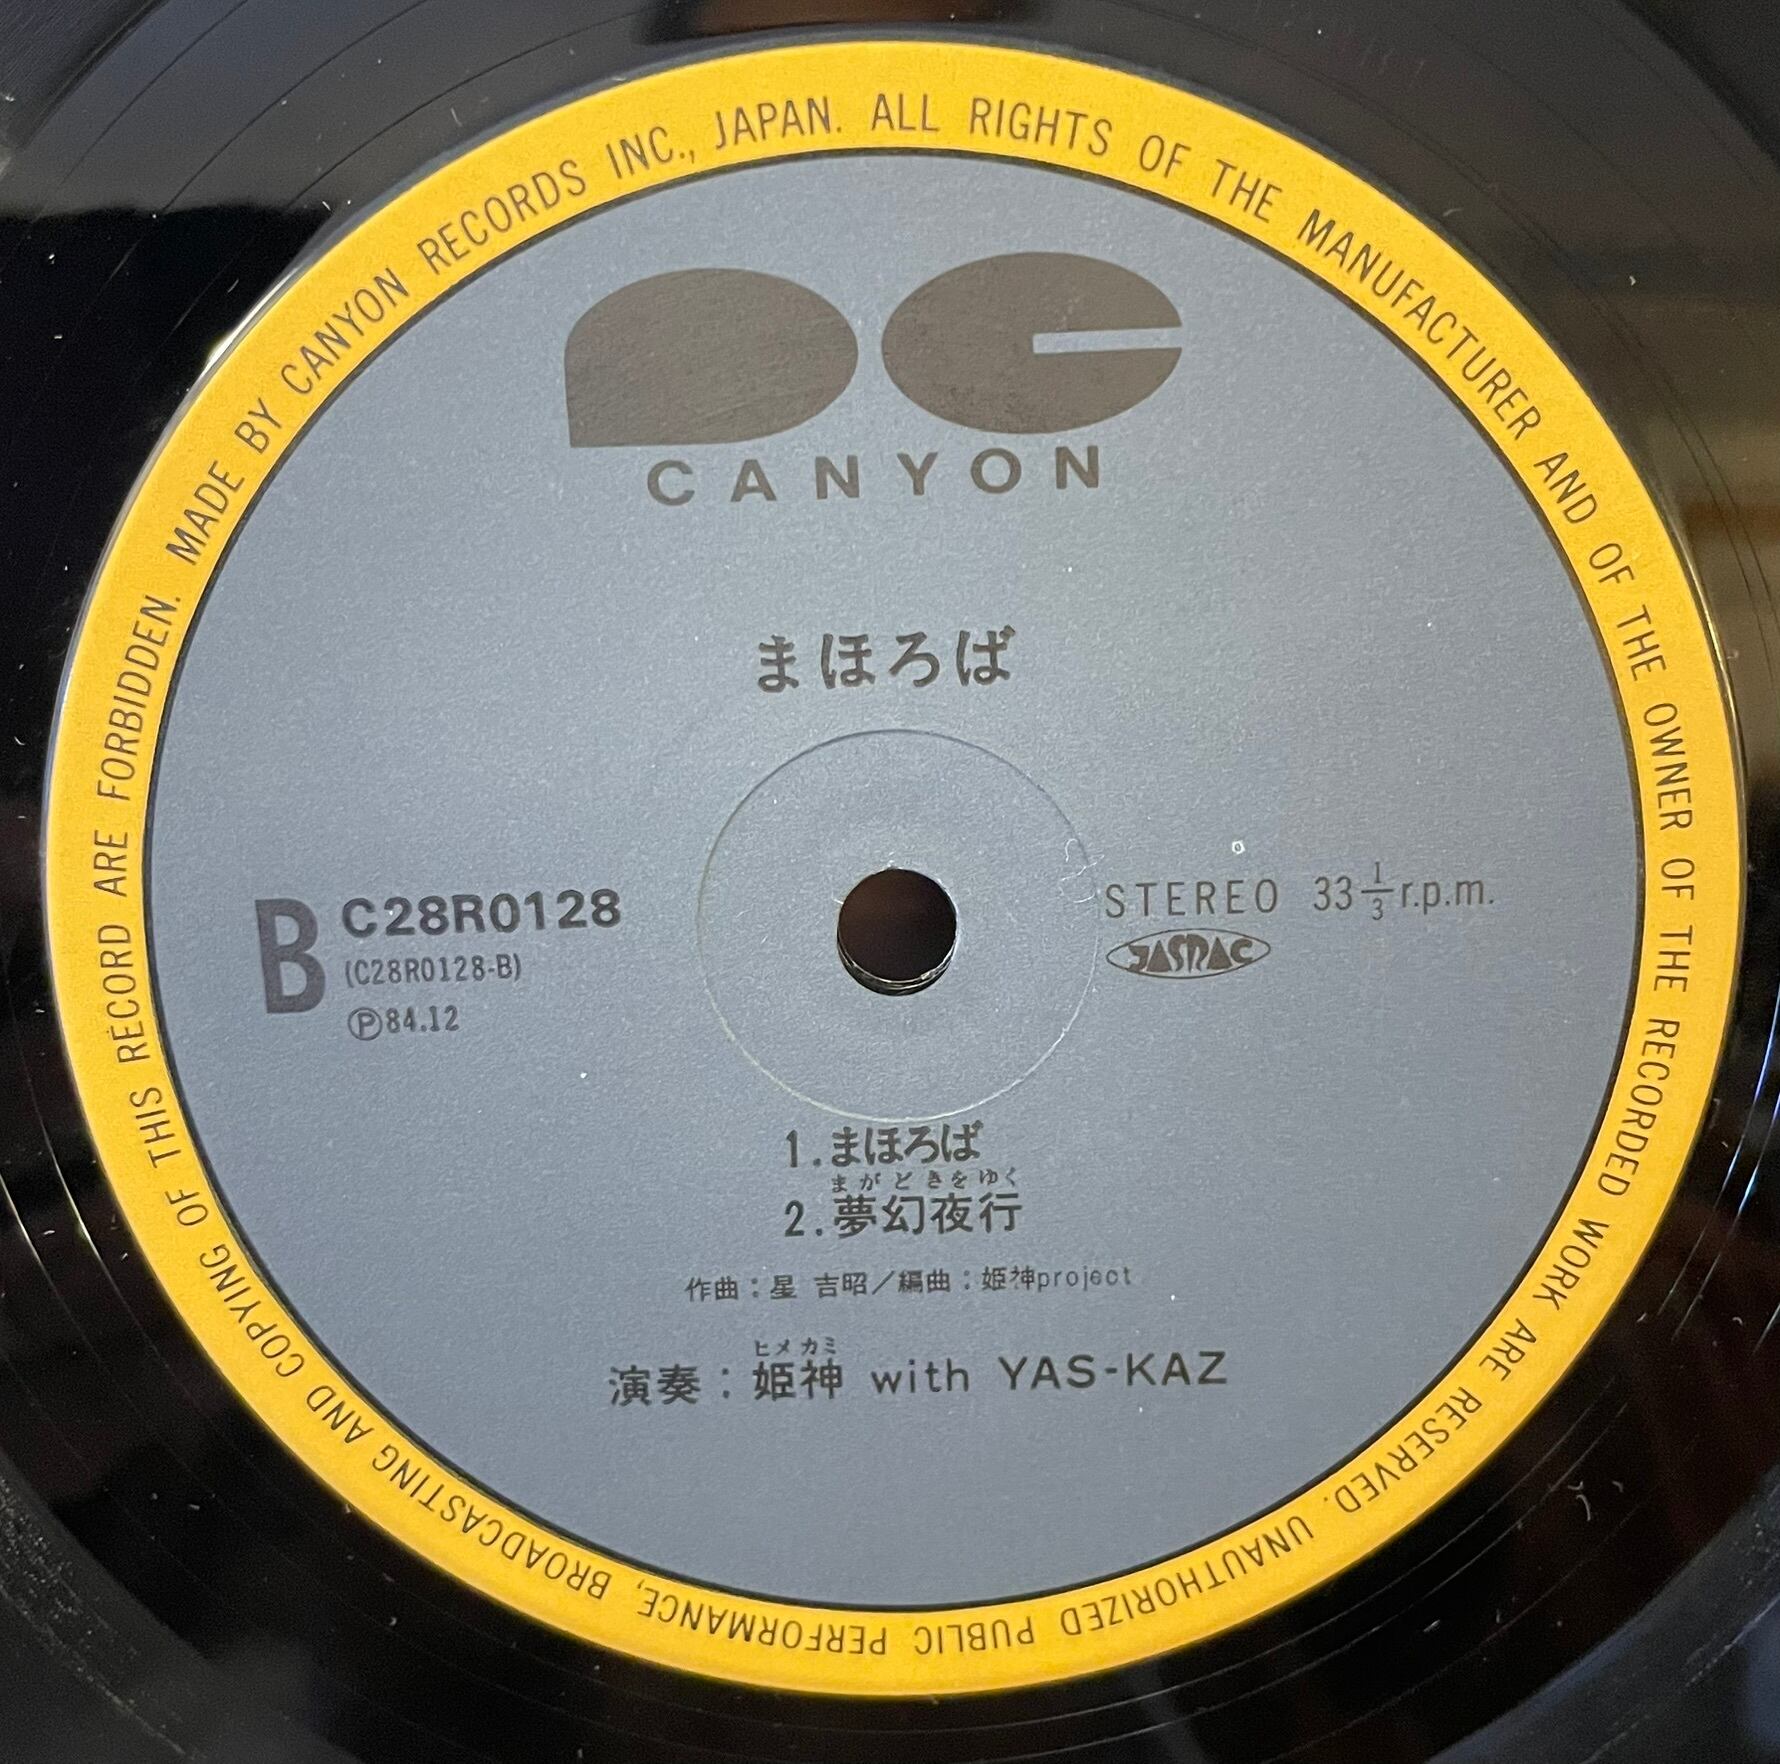 MADE BY CANYON RECORDS INC., JAPAN. ALL RIGHTS OF THE MANUFACTURER AND OF THE OWNER OF THE RECORDED WORK ARE RESERVED. UNAUTHORIZED PUBLIC PERFORMANCE, BROADCASTING AND COPYING OF THIS RECORD ARE FORBIDDEN.
CANYON
まほろば
B C28R0128
(C28R0128-B)
Ⓟ84.12
STEREO 33 1/3 r.p.m.
JASRAC
1.まほろば
まがどきをゆく
2.夢幻夜行
作曲：星 吉昭／編曲：姫神project
ヒメカミ
演奏：姫神 with YAS-KAZ